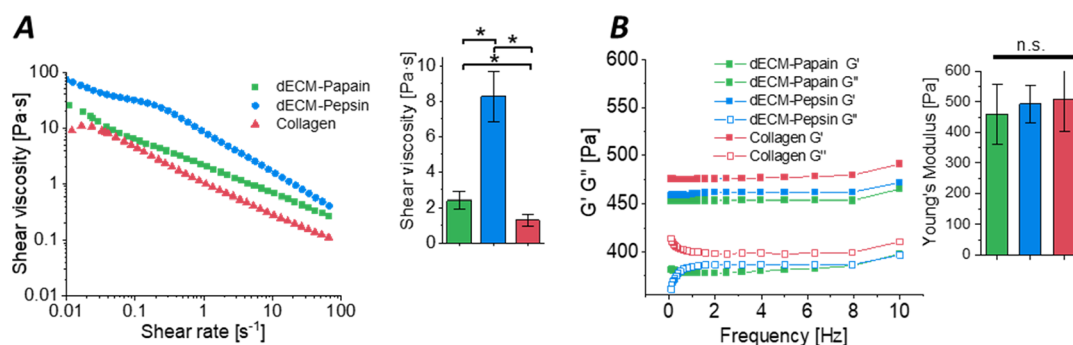 A
Shear viscosity [Pa·s]
100
10
1
0.1
0.01
0.01
0.1
1
10
100
Shear rate [s⁻¹]
dECM-Papain
dECM-Pepsin
Collagen
Shear viscosity [Pa·s]
10
8
6
4
2
0
*
*
*
B
G' G" [Pa]
600
550
500
450
400
0
2
4
6
8
10
Frequency [Hz]
dECM-Papain G'
dECM-Papain G"
dECM-Pepsin G'
dECM-Pepsin G"
Collagen G'
Collagen G"
Young's Modulus [Pa]
600
500
400
300
200
100
0
n.s.